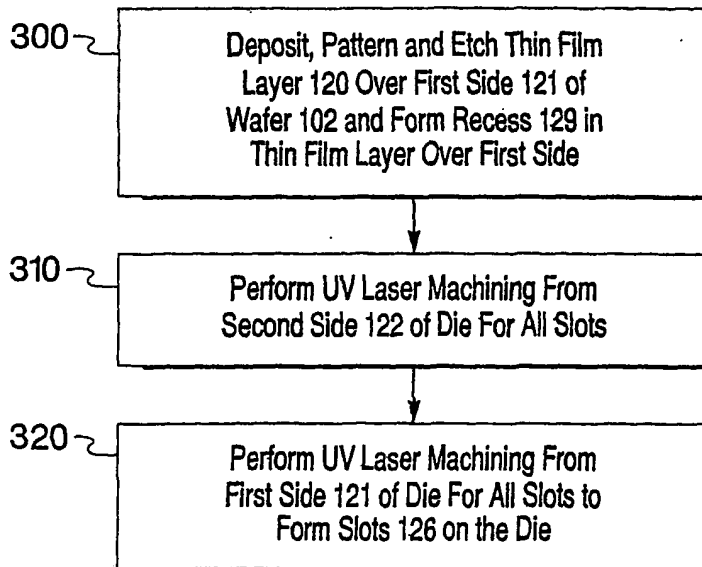 300
Deposit, Pattern and Etch Thin Film
Layer 120 Over First Side 121 of
Wafer 102 and Form Recess 129 in
Thin Film Layer Over First Side
310
Perform UV Laser Machining From
Second Side 122 of Die For All Slots
320
Perform UV Laser Machining From
First Side 121 of Die For All Slots to
Form Slots 126 on the Die